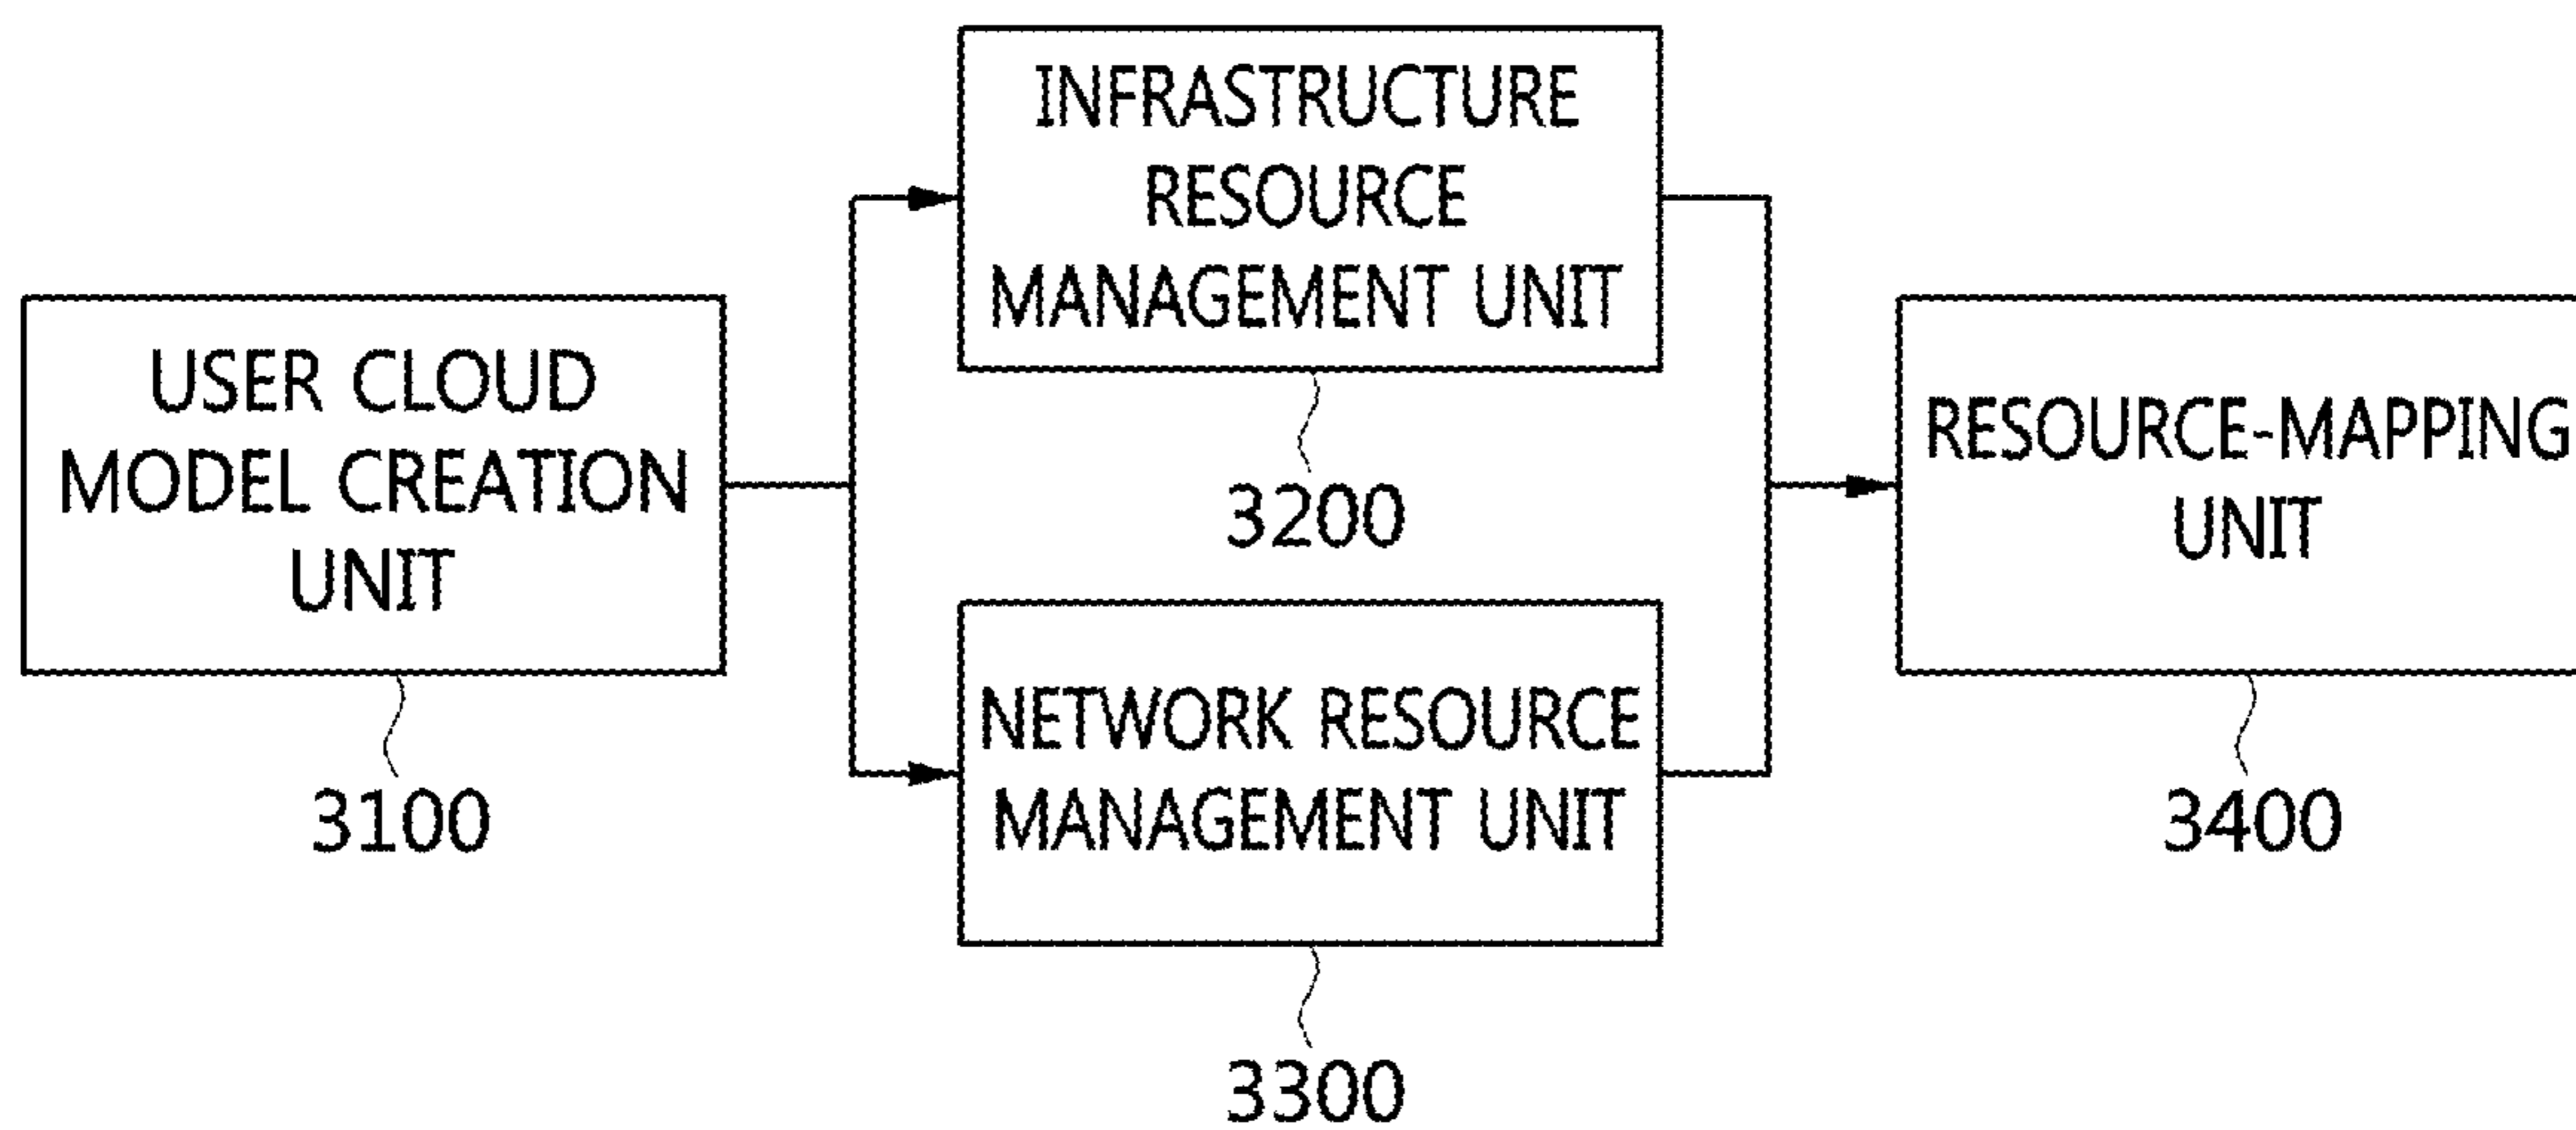 USER CLOUD
MODEL CREATION
UNIT
3100
INFRASTRUCTURE
RESOURCE
MANAGEMENT UNIT
3200
NETWORK RESOURCE
MANAGEMENT UNIT
3300
RESOURCE-MAPPING
UNIT
3400